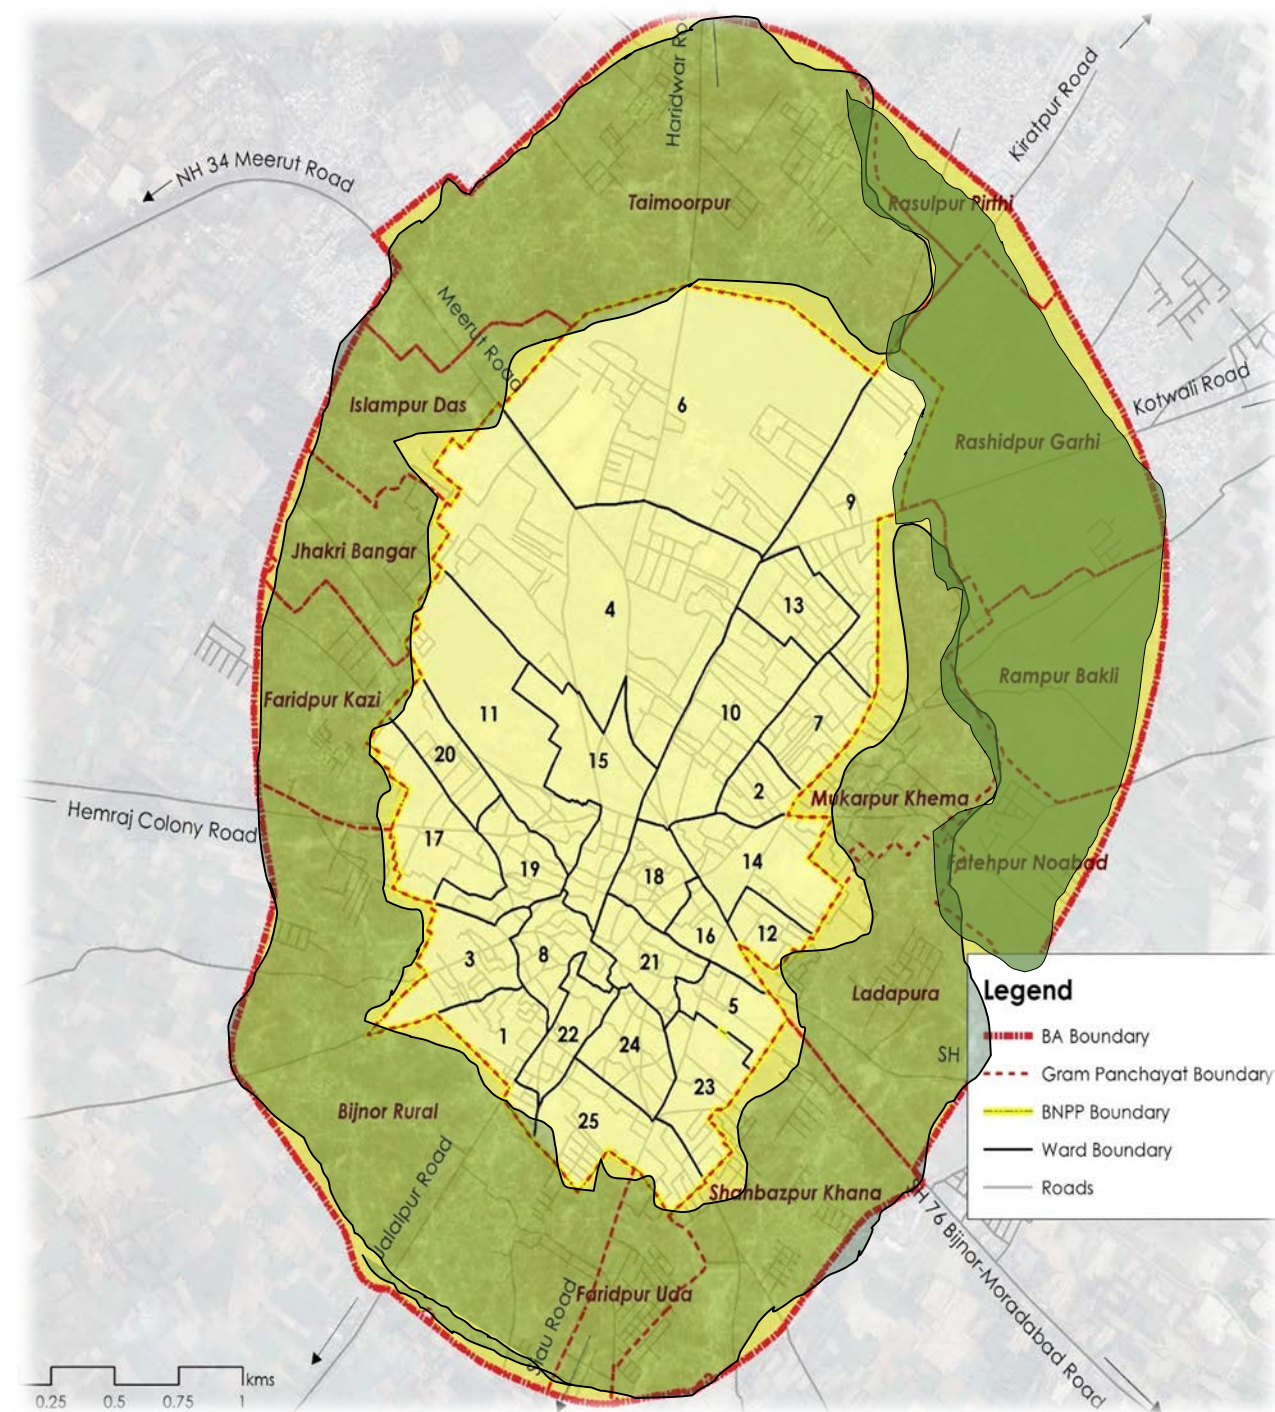 Haridwar Ro
Kiratpur Road
NH 34 Meerut Road
Taimoorpur
Rasulpur Pirthi
Meerut Road
Kotwali Road
Islampur Das
6
Rashidpur Garhi
9
Jhakri Bangar
4
13
Rampur Bakli
Faridpur Kazi
11
10
7
20
15
2
Mukarpur Khema
Hemraj Colony Road
17
19
18
14
Fatehpur Noabad
3
8
16
12
21
Ladapura
5
1
22
24
SH
23
Bijnor Rural
25
Jalalpur Road
Shahbazpur Khana
SH 76 Bijnor-Moradabad Road
Faridpur Uda
Siau Road
Legend
BA Boundary
Gram Panchayat Boundary
BNPP Boundary
Ward Boundary
Roads
kms
0.25 0.5 0.75 1